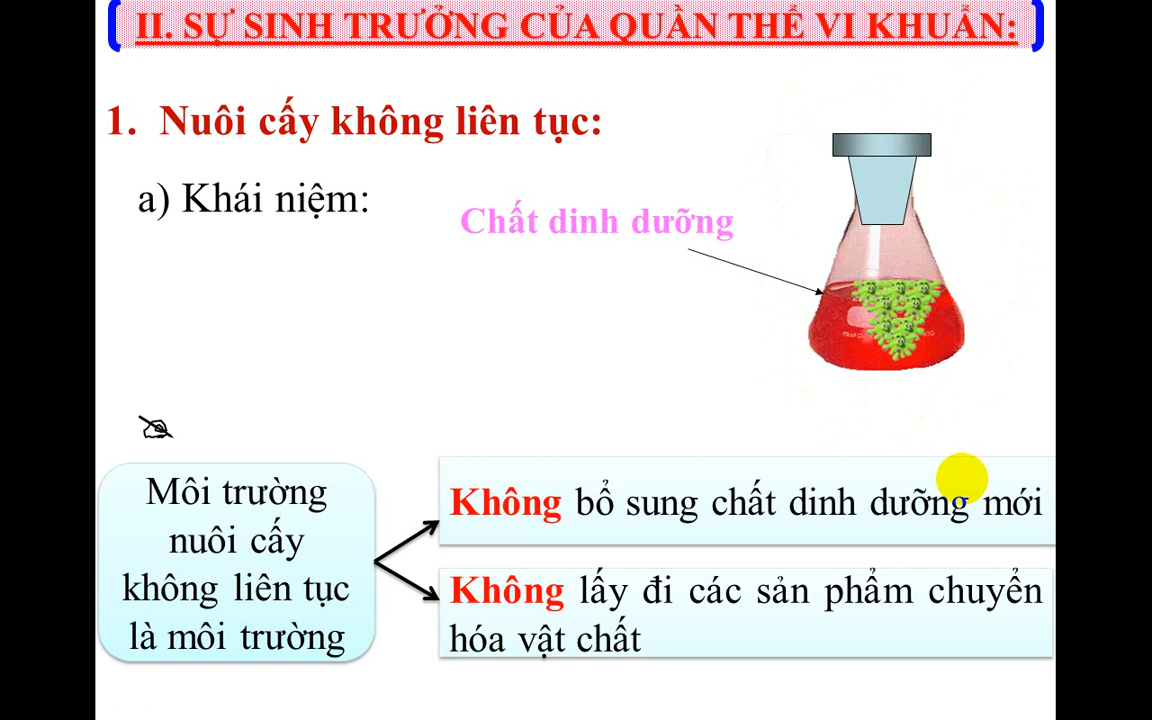 II. SỰ SINH TRƯỞNG CỦA QUẦN THỂ VI KHUẨN:
1. Nuôi cấy không liên tục:
a) Khái niệm:
Chất dinh dưỡng
Môi trường
nuôi cấy
không liên tục
là môi trường
Không bổ sung chất dinh dưỡng mới
Không lấy đi các sản phẩm chuyển
hóa vật chất